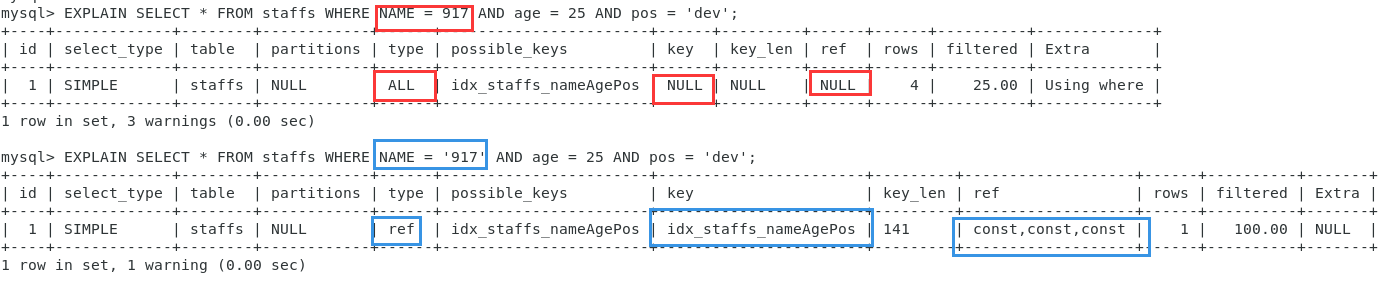 mysql> EXPLAIN SELECT * FROM staffs WHERE NAME = 917 AND age = 25 AND pos = 'dev';
+----+-------------+--------+------------+------+-----------------------+------+---------+------+------+----------+-------------+
| id | select_type | table  | partitions | type | possible_keys         | key  | key_len | ref  | rows | filtered | Extra       |
+----+-------------+--------+------------+------+-----------------------+------+---------+------+------+----------+-------------+
|  1 | SIMPLE      | staffs | NULL       | ALL  | idx_staffs_nameAgePos | NULL | NULL    | NULL |    4 |    25.00 | Using where |
+----+-------------+--------+------------+------+-----------------------+------+---------+------+------+----------+-------------+
1 row in set, 3 warnings (0.00 sec)
mysql> EXPLAIN SELECT * FROM staffs WHERE NAME = '917' AND age = 25 AND pos = 'dev';
+----+-------------+--------+------------+------+-----------------------+-----------------------+---------+-------------------+------+----------+-------+
| id | select_type | table  | partitions | type | possible_keys         | key                   | key_len | ref               | rows | filtered | Extra |
+----+-------------+--------+------------+------+-----------------------+-----------------------+---------+-------------------+------+----------+-------+
|  1 | SIMPLE      | staffs | NULL       | ref  | idx_staffs_nameAgePos | idx_staffs_nameAgePos | 141     | const,const,const |    1 |   100.00 | NULL  |
+----+-------------+--------+------------+------+-----------------------+-----------------------+---------+-------------------+------+----------+-------+
1 row in set, 1 warning (0.00 sec)